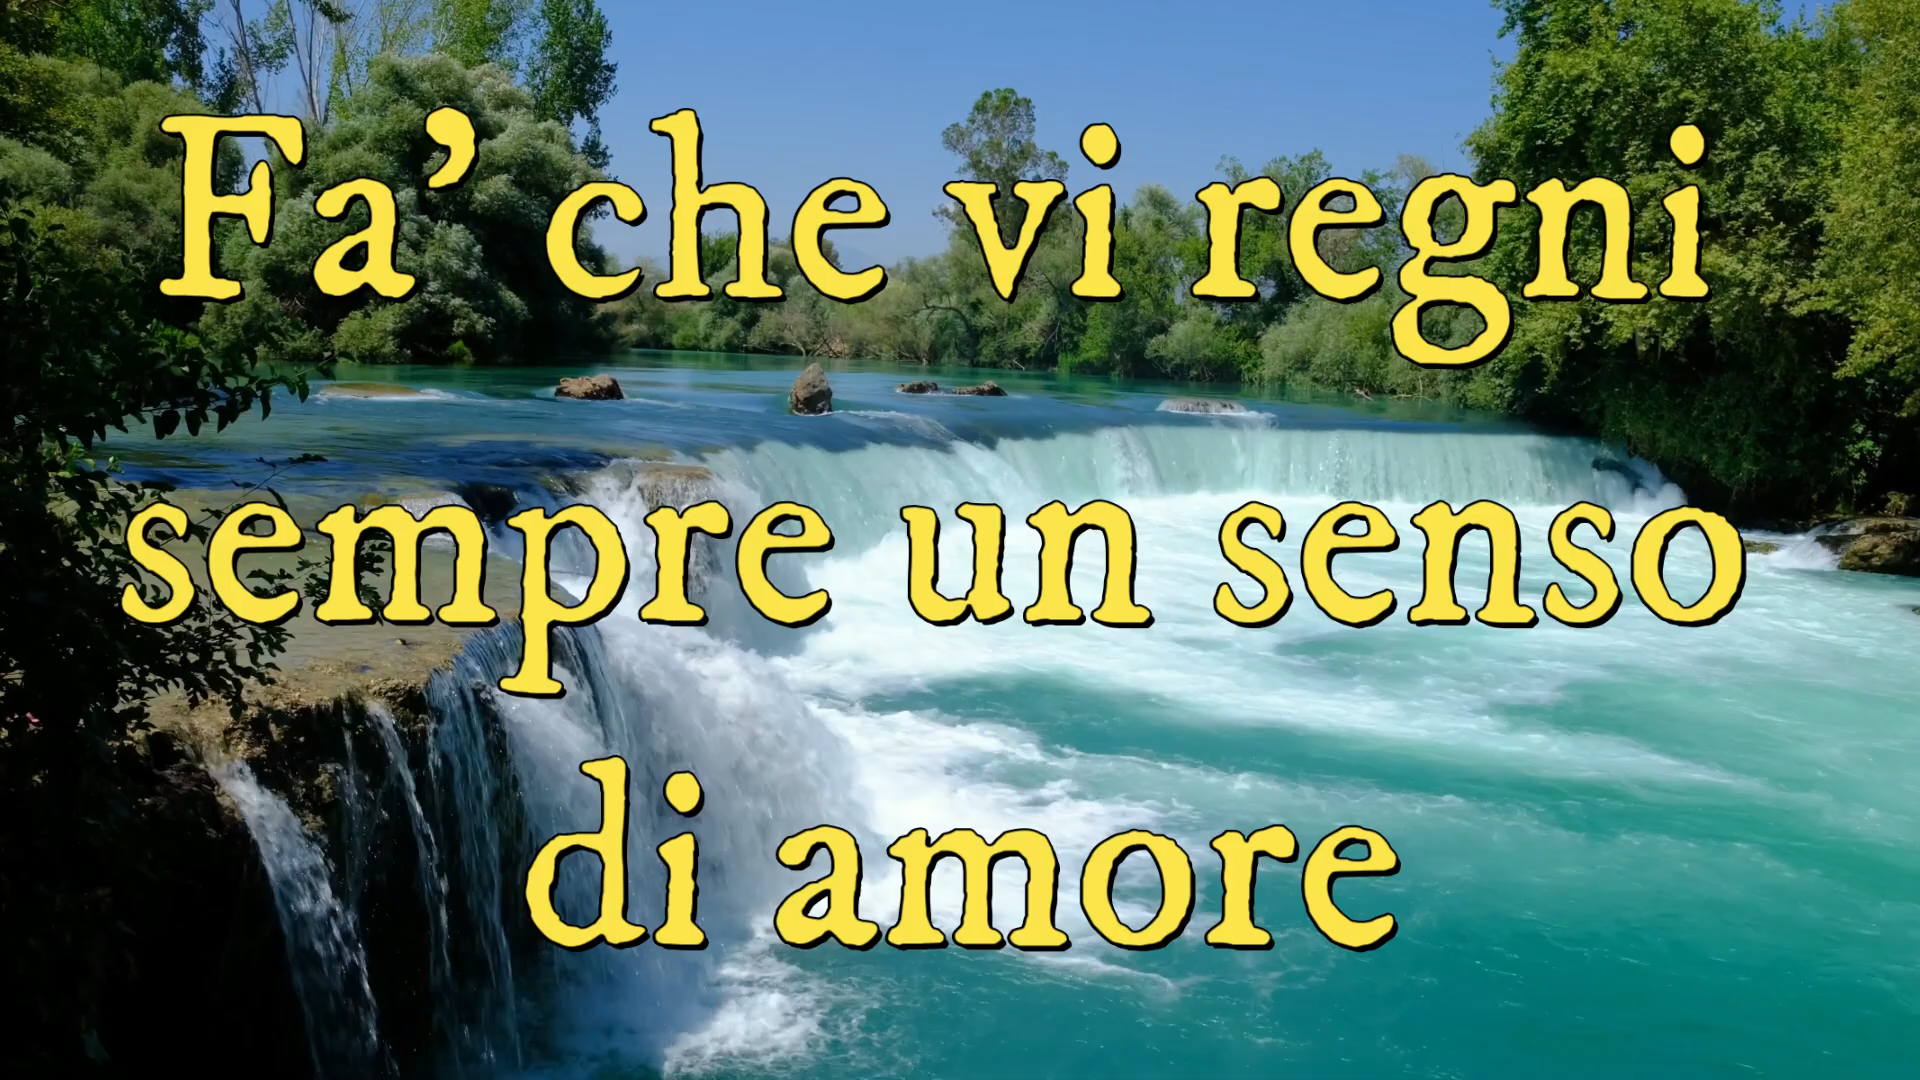 Fa’ che vi regni
sempre un senso
di amore